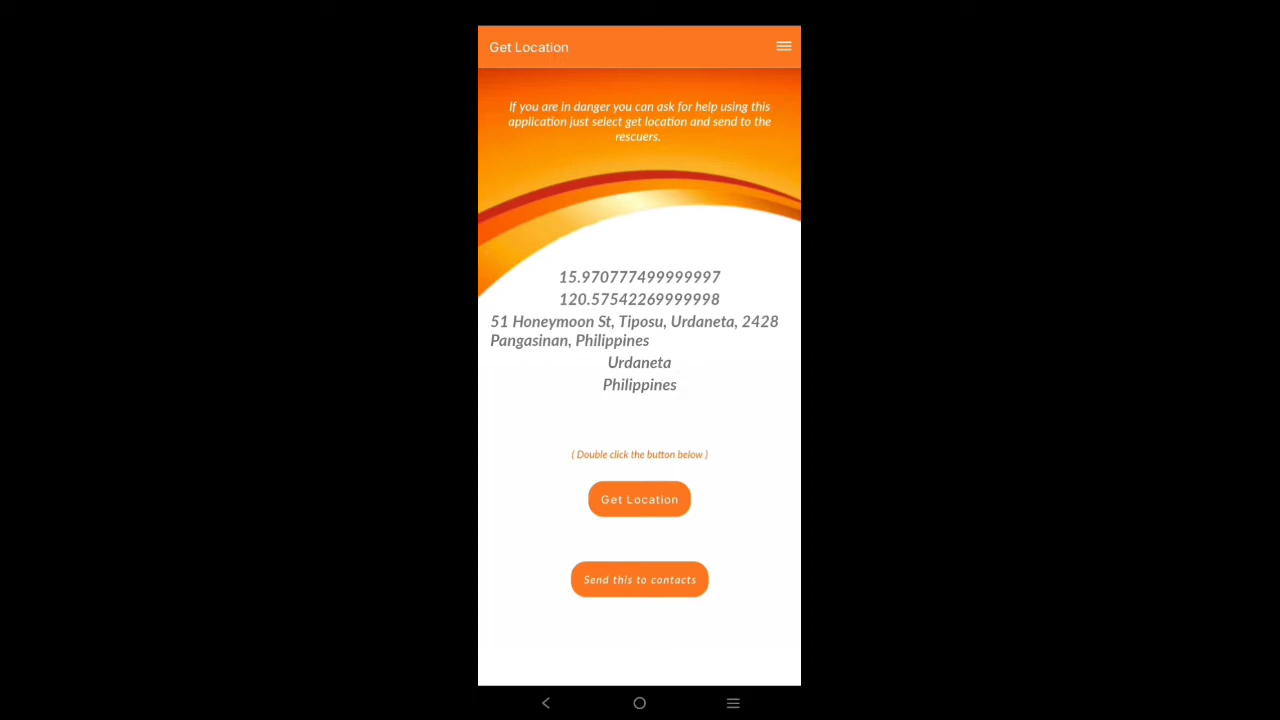 Get Location
If you are in danger you can ask for help using this
application just select get location and send to the
rescuers.
15.970777499999997
120.57542269999998
51 Honeymoon St, Tiposu, Urdaneta, 2428
Pangasinan, Philippines
Urdaneta
Philippines
( Double click the button below )
Get Location
Send this to contacts